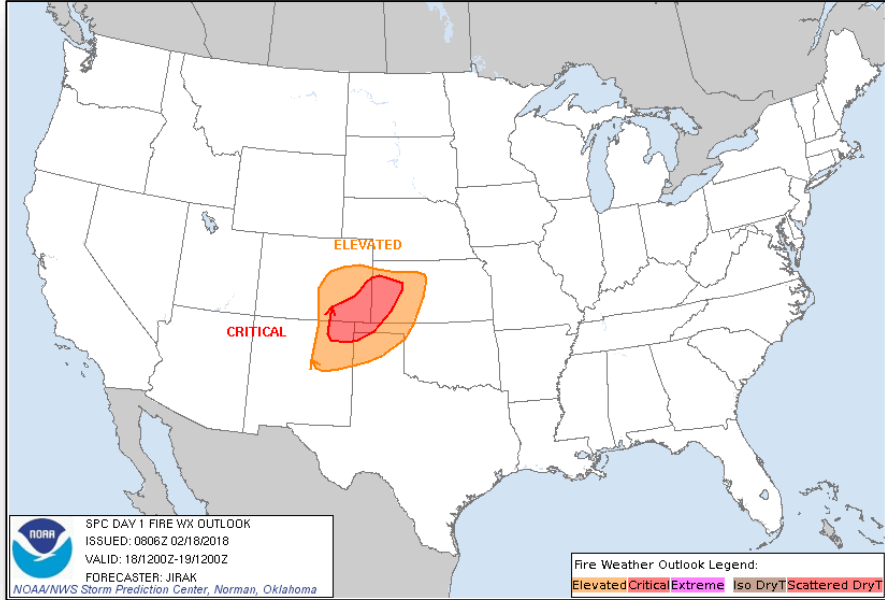 ELEVATED
CRITICAL
NOAA
SPC DAY 1 FIRE WX OUTLOOK
ISSUED: 0806Z 02/18/2018
VALID: 18/1200Z-19/1200Z
FORECASTER: JIRAK
NOAA/NWS Storm Prediction Center, Norman, Oklahoma
Fire Weather Outlook Legend:
Elevated Critical Extreme Iso DryT Scattered DryT